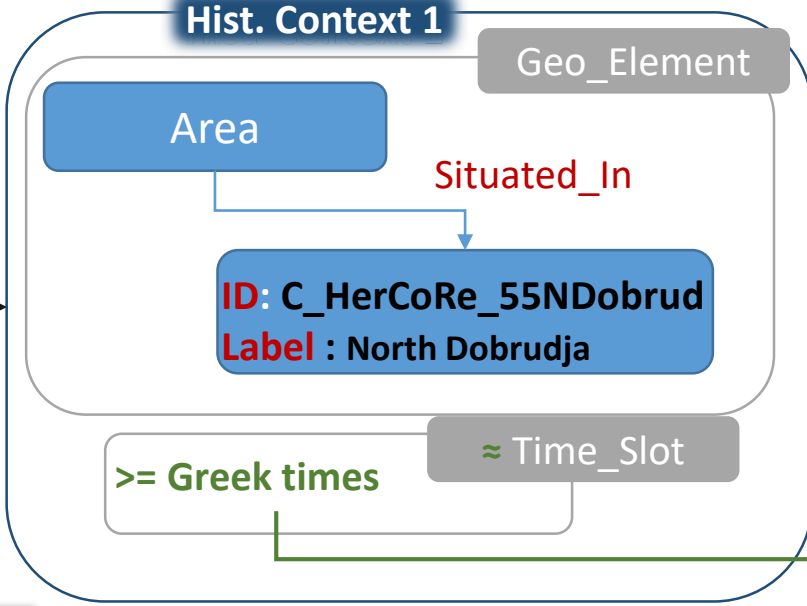 Hist. Context 1
Geo_Element
Area
Situated_In
ID: C_HerCoRe_55NDobrud
Label : North Dobrudja
≈ Time_Slot
>= Greek times